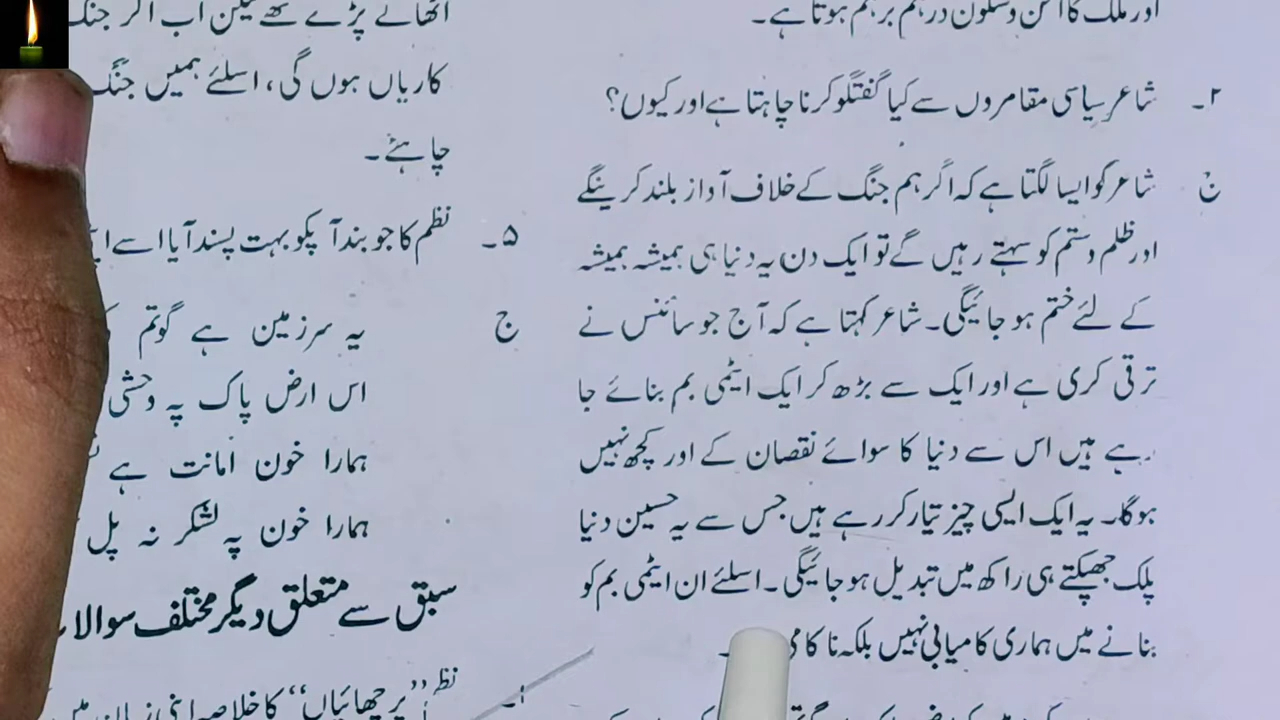 اور ملک کا امن و سکون درہم برہم ہوتا ہے۔
۲۔ شاعر سیاسی مقامروں سے کیا گفتگو کرنا چاہتا ہے اور کیوں؟
ج شاعر کو ایسا لگتا ہے کہ اگر ہم جنگ کے خلاف آواز بلند کرینگے
اور ظلم و ستم کو سہتے رہیں گے تو ایک دن یہ دنیا ہی ہمیشہ ہمیشہ
کے لئے ختم ہو جائیگی۔ شاعر کہتا ہے کہ آج جو سائنس نے
ترقی کری ہے اور ایک سے بڑھ کر ایک ایٹمی بم بنائے جا
رہے ہیں اس سے دنیا کا سوائے نقصان کے اور کچھ نہیں
ہوگا۔ یہ ایک ایسی چیز تیار کر رہے ہیں جس سے یہ حسین دنیا
پلک جھپکتے ہی راکھ میں تبدیل ہو جائیگی۔ اسلئے ان ایٹمی بم کو
بنانے میں ہماری کامیابی نہیں بلکہ
اٹھانے پڑے تھے لیکن اب اگر جنگ
کاریاں ہوں گی، اسلئے ہمیں جنگ
چاہئے۔
۵۔ نظم کا جو بند آپکو بہت پسند آیا اسے
ج یہ سرزمین ہے گوتم
اس ارض پاک پہ وحشی
ہمارا خون امانت ہے
ہمارا خون پہ لشکر نہ پل
سبق سے متعلق دیگر مختلف
۱۔ نظم ”پرچھائیاں“ کا خلاصہ اپنی زبان میں